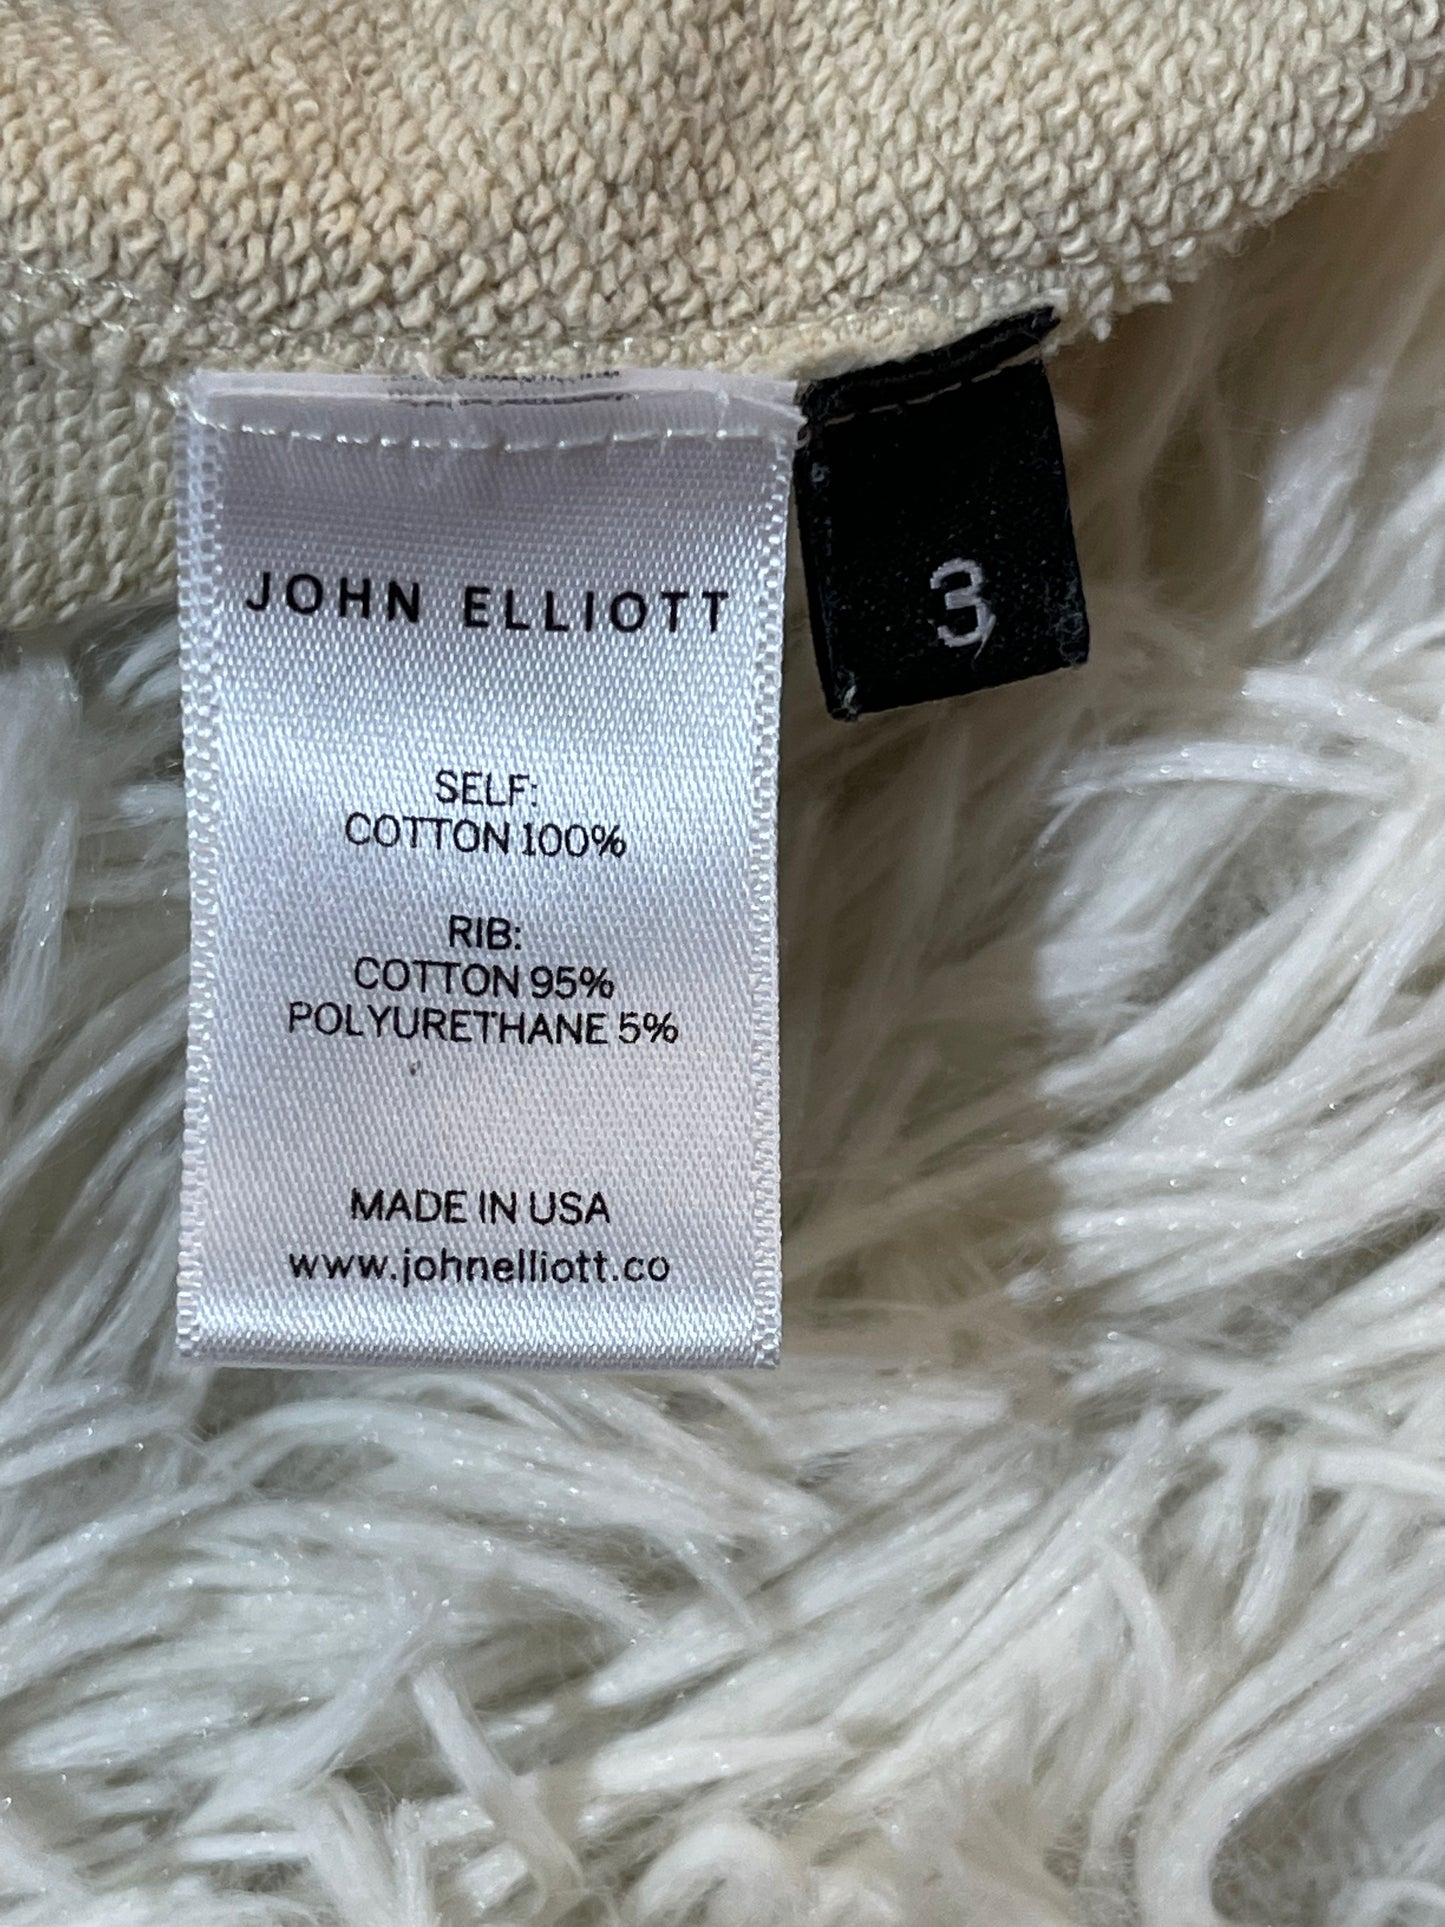 JOHN ELLIOTT
3
SELF:
COTTON 100%
RIB:
COTTON 95%
POLYURETHANE 5%
MADE IN USA
www.johnelliott.co